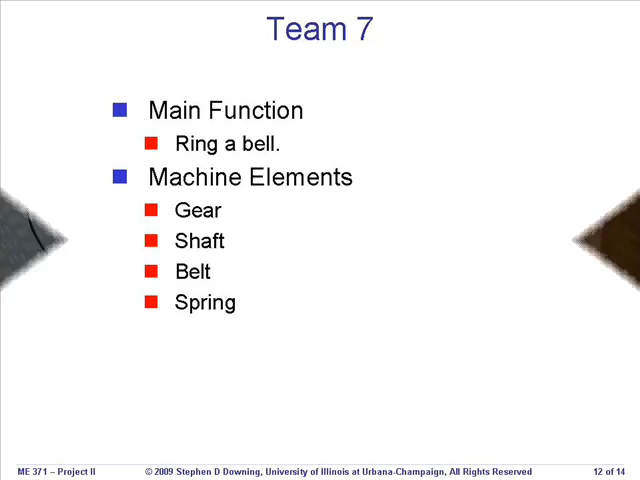 Team 7
Main Function
Ring a bell.
Machine Elements
Gear
Shaft
Belt
Spring
ME 371 – Project II © 2009 Stephen D Downing, University of Illinois at Urbana-Champaign, All Rights Reserved 12 of 14